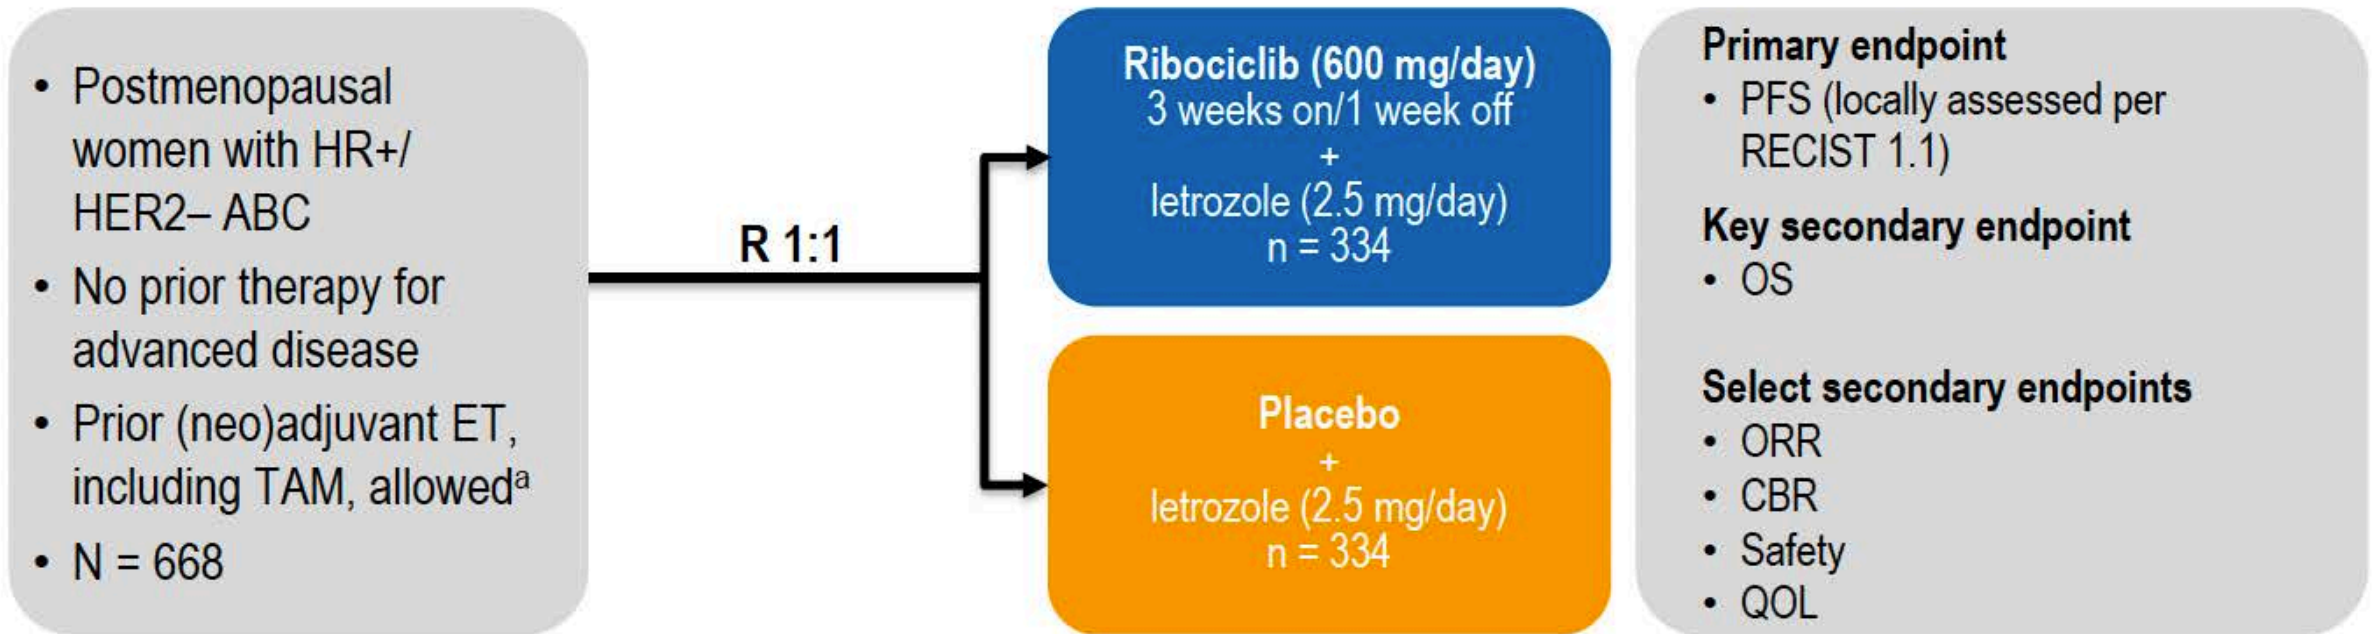 • Postmenopausal
women with HR+/
HER2– ABC
• No prior therapy for
advanced disease
• Prior (neo)adjuvant ET,
including TAM, allowedᵃ
• N = 668
R 1:1
Ribociclib (600 mg/day)
3 weeks on/1 week off
+
letrozole (2.5 mg/day)
n = 334
Placebo
+
letrozole (2.5 mg/day)
n = 334
Primary endpoint
• PFS (locally assessed per
RECIST 1.1)
Key secondary endpoint
• OS
Select secondary endpoints
• ORR
• CBR
• Safety
• QOL